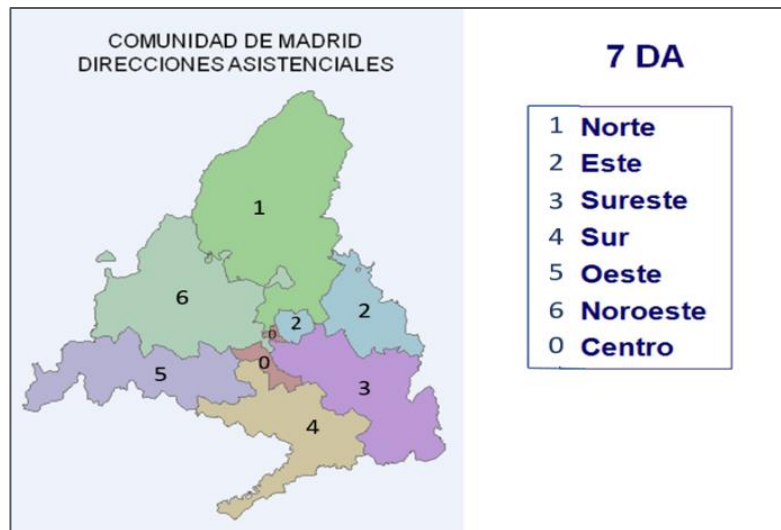 COMUNIDAD DE MADRID
DIRECCIONES ASISTENCIALES
1
6
2
2
0
0
5
3
4
7 DA
1 Norte
2 Este
3 Sureste
4 Sur
5 Oeste
6 Noroeste
0 Centro